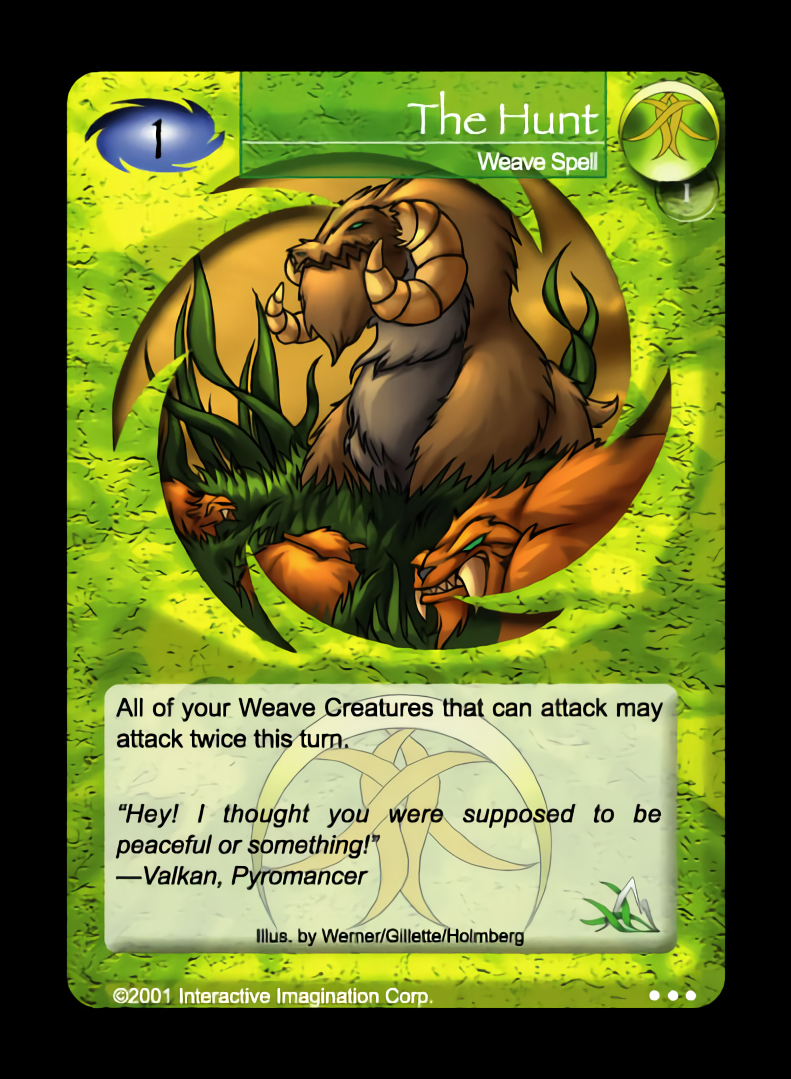 1
The Hunt
Weave Spell
1
All of your Weave Creatures that can attack may
attack twice this turn.
“Hey! I thought you were supposed to be
peaceful or something!”
—Valkan, Pyromancer
Illus. by Werner/Gillette/Holmberg
©2001 Interactive Imagination Corp.